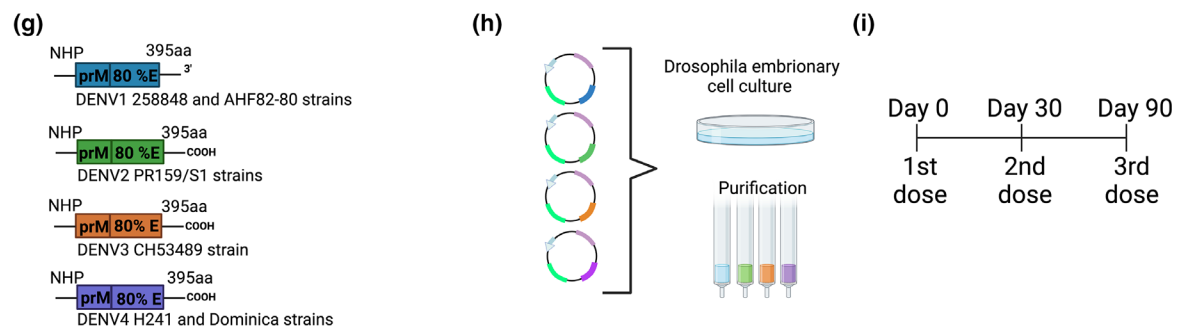 (g)
NHP 395aa
prM 80 %E 3'
DENV1 258848 and AHF82-80 strains
NHP 395aa
prM 80 %E COOH
DENV2 PR159/S1 strains
NHP 395aa
prM 80% E COOH
DENV3 CH53489 strain
NHP 395aa
prM 80% E COOH
DENV4 H241 and Dominica strains
(h)
Drosophila embrionary
cell culture
Purification
(i)
Day 0 Day 30 Day 90
1st 2nd 3rd
dose dose dose